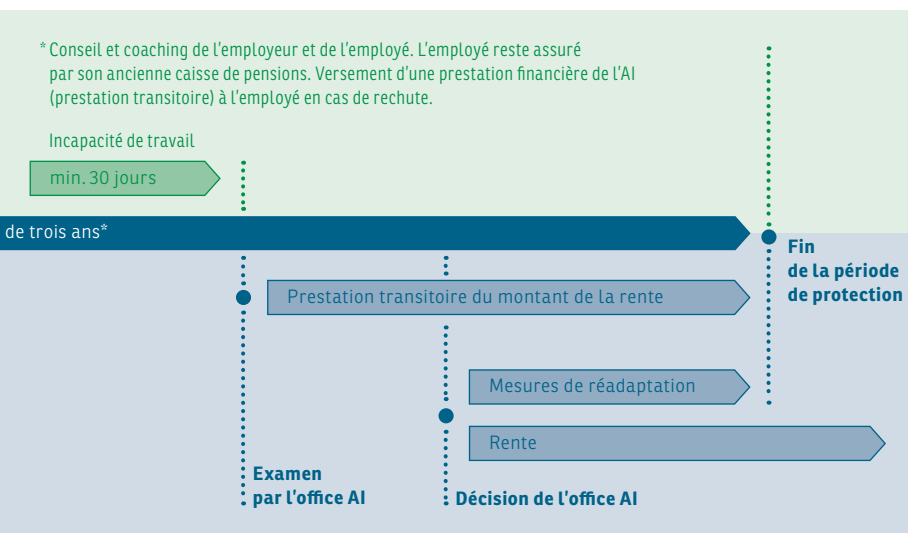 * Conseil et coaching de l'employeur et de l'employé. L'employé reste assuré
par son ancienne caisse de pensions. Versement d'une prestation financière de l'AI
(prestation transitoire) à l'employé en cas de rechute.
Incapacité de travail
min. 30 jours
de trois ans*
Fin
de la période
de protection
Prestation transitoire du montant de la rente
Mesures de réadaptation
Rente
Examen
par l'office AI
Décision de l'office AI